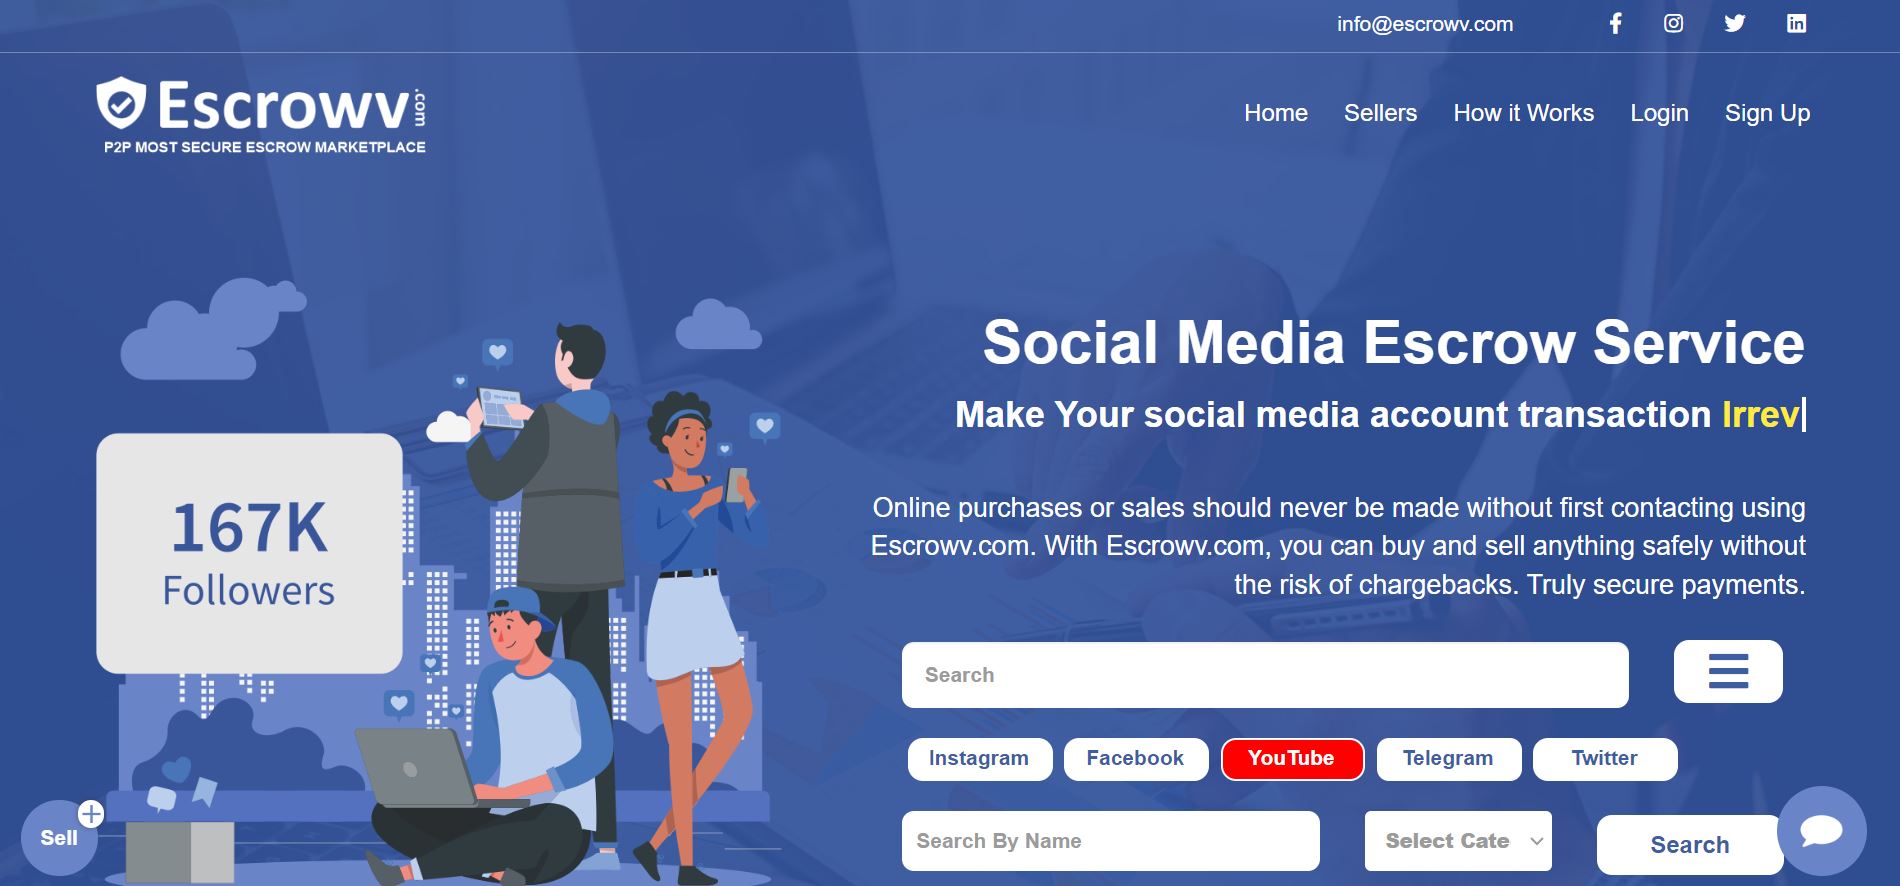 info@escrowv.com
Escrowv.com
P2P MOST SECURE ESCROW MARKETPLACE
Home Sellers How it Works Login Sign Up
Social Media Escrow Service
Make Your social media account transaction Irrev
167K
Followers
Online purchases or sales should never be made without first contacting using
Escrowv.com. With Escrowv.com, you can buy and sell anything safely without
the risk of chargebacks. Truly secure payments.
Search
Instagram Facebook YouTube Telegram Twitter
Sell
Search By Name Select Cate Search